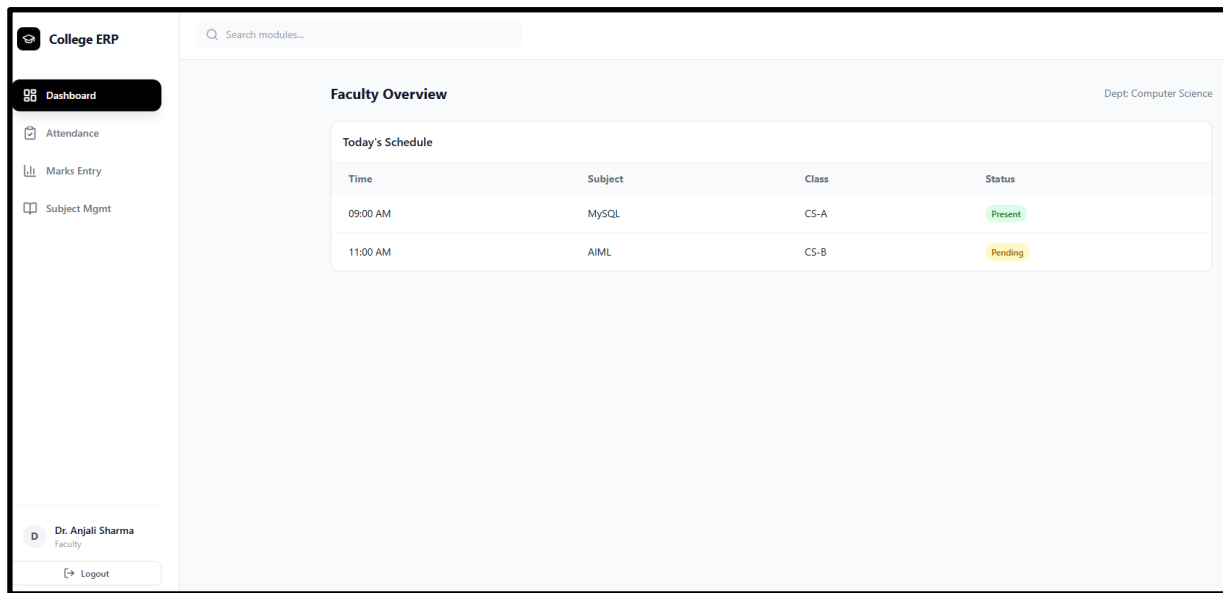 College ERP
Search modules...
Dashboard
Attendance
Marks Entry
Subject Mgmt
Faculty Overview
Dept: Computer Science
Today's Schedule
Time Subject Class Status
09:00 AM MySQL CS-A Present
11:00 AM AIML CS-B Pending
D
Dr. Anjali Sharma
Faculty
Logout